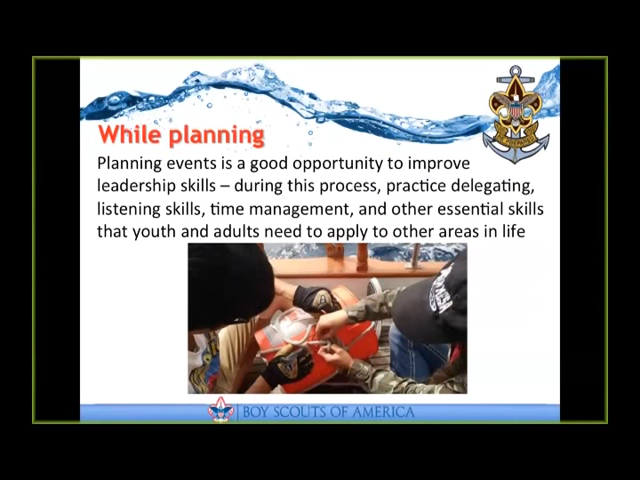 While planning
Planning events is a good opportunity to improve
leadership skills – during this process, practice delegating,
listening skills, time management, and other essential skills
that youth and adults need to apply to other areas in life
BOY SCOUTS OF AMERICA